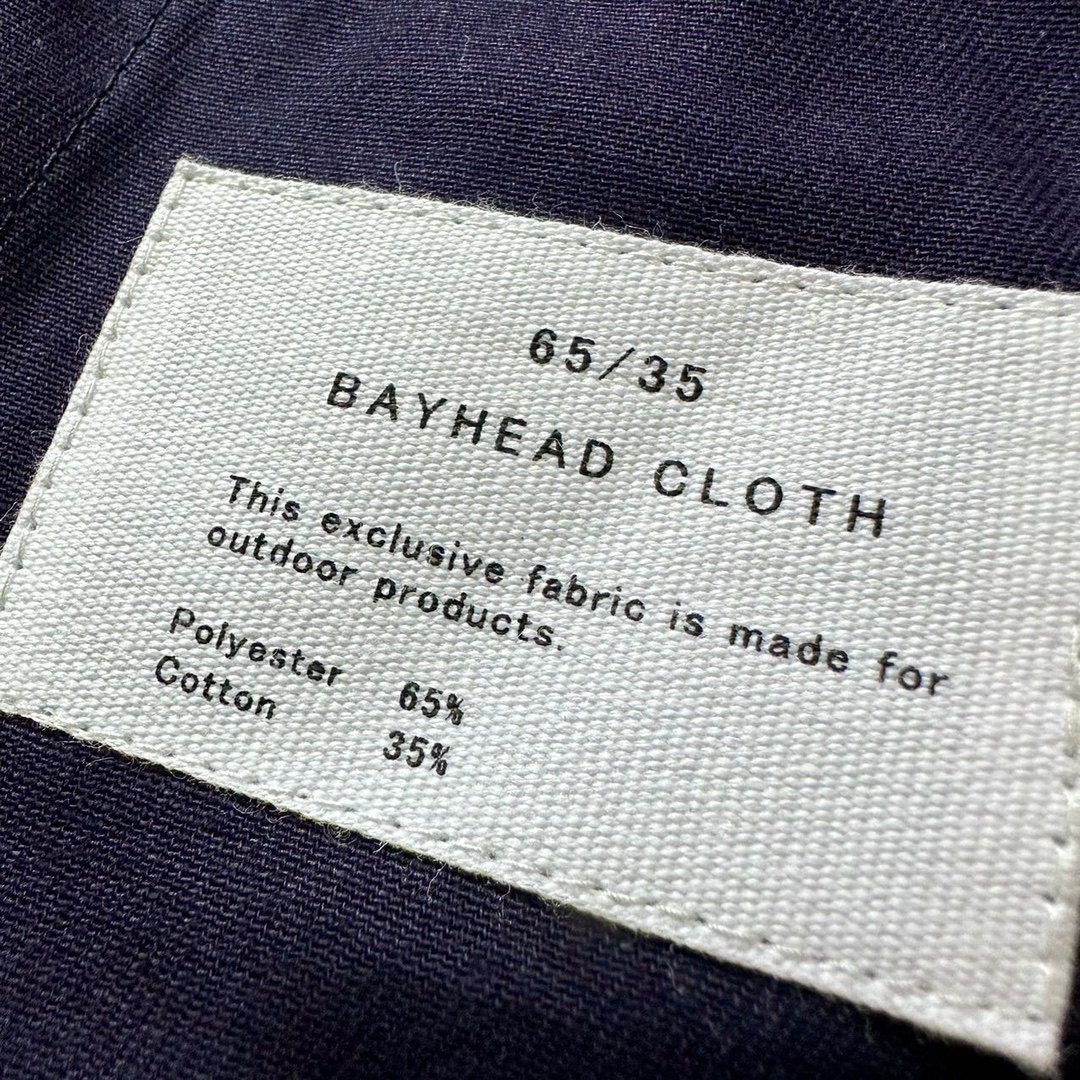 65/35
BAYHEAD CLOTH
This exclusive fabric is made for
outdoor products.
Polyester 65%
Cotton 35%